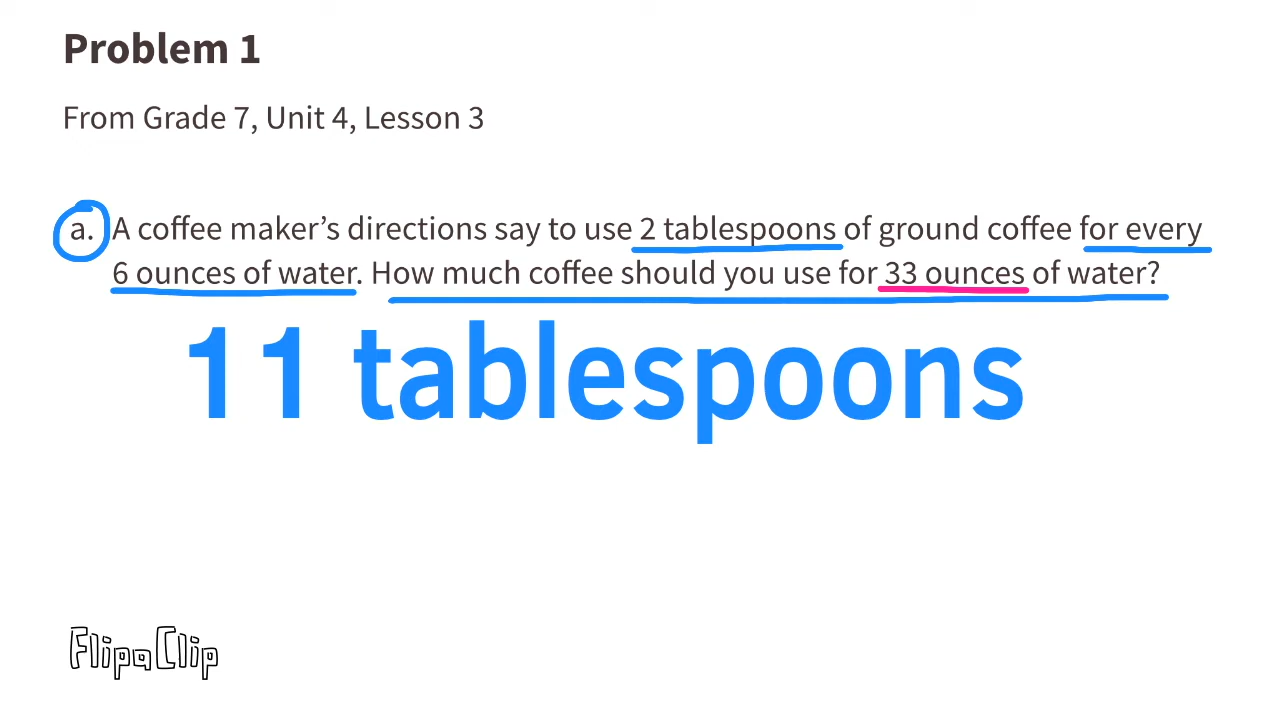 Problem 1
From Grade 7, Unit 4, Lesson 3
a. A coffee maker’s directions say to use 2 tablespoons of ground coffee for every
6 ounces of water. How much coffee should you use for 33 ounces of water?
11 tablespoons
FlipaClip